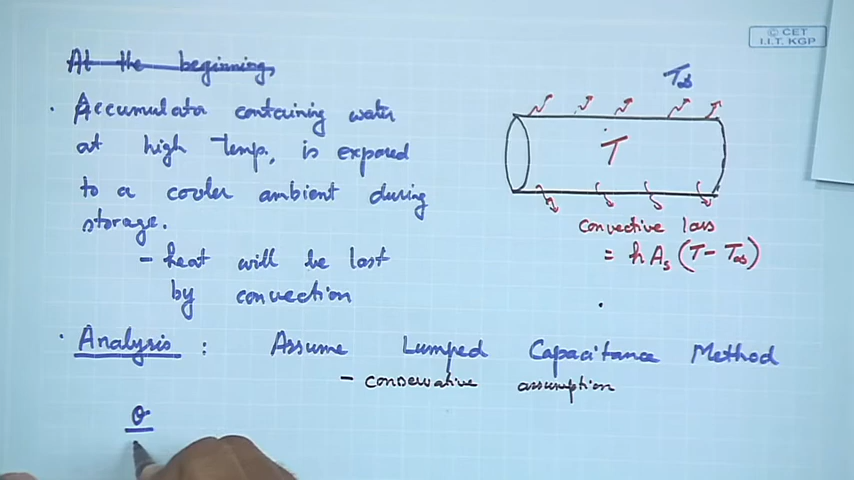 © CET
I.I.T. KGP
At the beginning,
· Accumulator containing water
at high Temp, is exposed
to a cooler ambient during
storage.
- heat will be lost
by convection
T∞
T
convective loss
= h A_s (T - T∞)
· Analysis : Assume Lumped Capacitance Method
- conservative assumption
θ